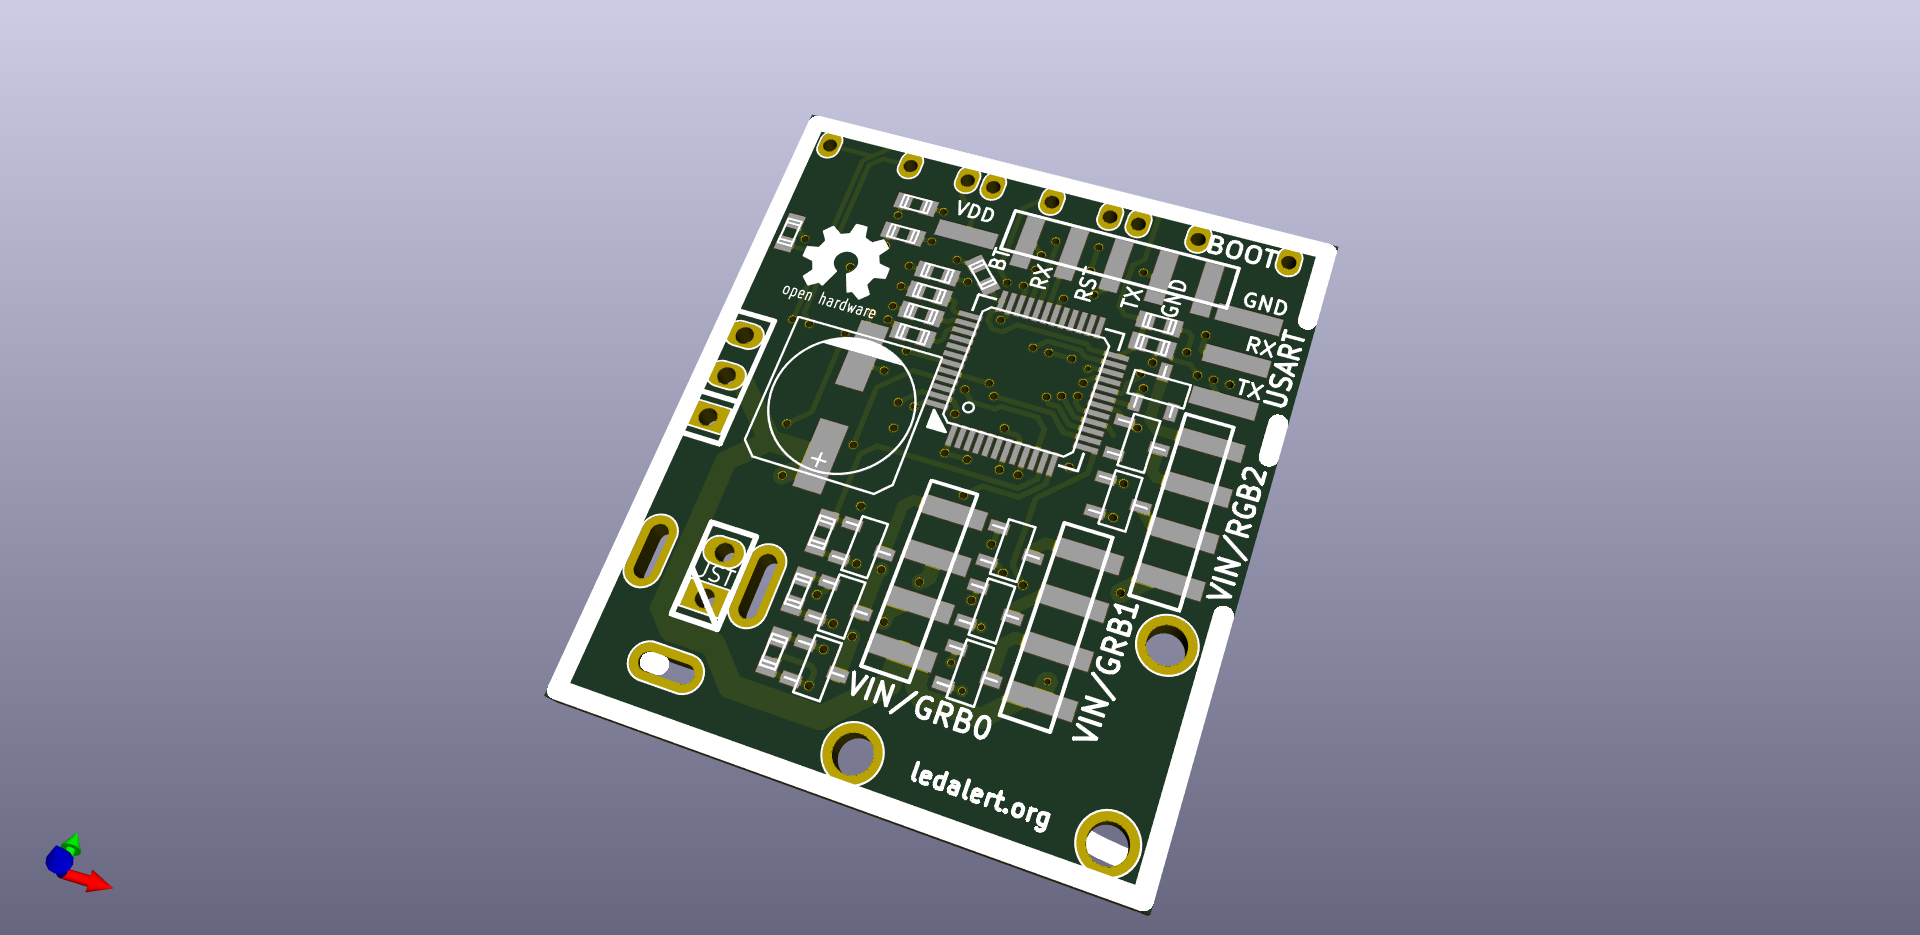 VDD
BOOT
BT
RX
RST
TX
GND
GND
RX
TX
USART
open hardware
+
JST
VIN/RGB2
VIN/GRB1
VIN/GRB0
ledalert.org